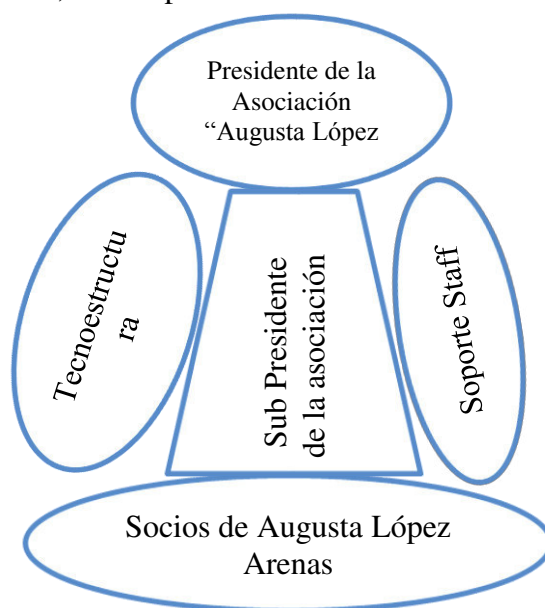 Presidente de la
Asociación
“Augusta López
Tecnoestructu
ra
Sub Presidente
de la asociación
Soporte Staff
Socios de Augusta López
Arenas